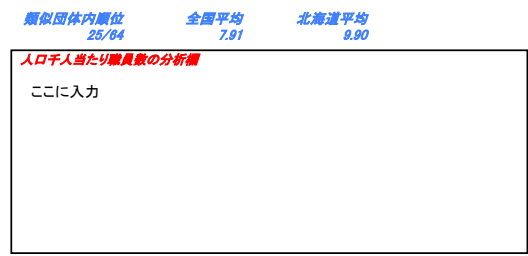 類似団体内順位 全国平均 北海道平均
25/64 7.91 9.90
人口千人当たり職員数の分析欄
ここに入力